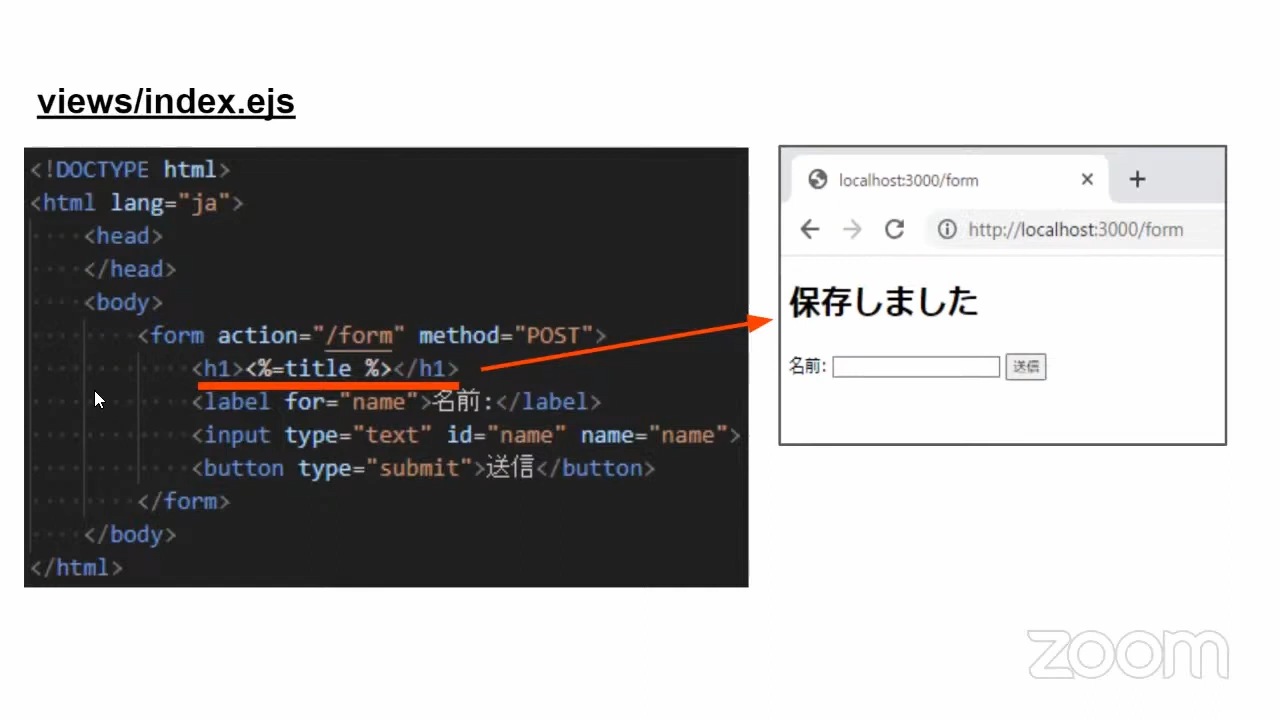 views/index.ejs
<!DOCTYPE html>
<html lang="ja">
<head>
</head>
<body>
<form action="/form" method="POST">
<h1><%=title %></h1>
<label for="name">名前:</label>
<input type="text" id="name" name="name">
<button type="submit">送信</button>
</form>
</body>
</html>
localhost:3000/form
http://localhost:3000/form
保存しました
名前: 送信
zoom